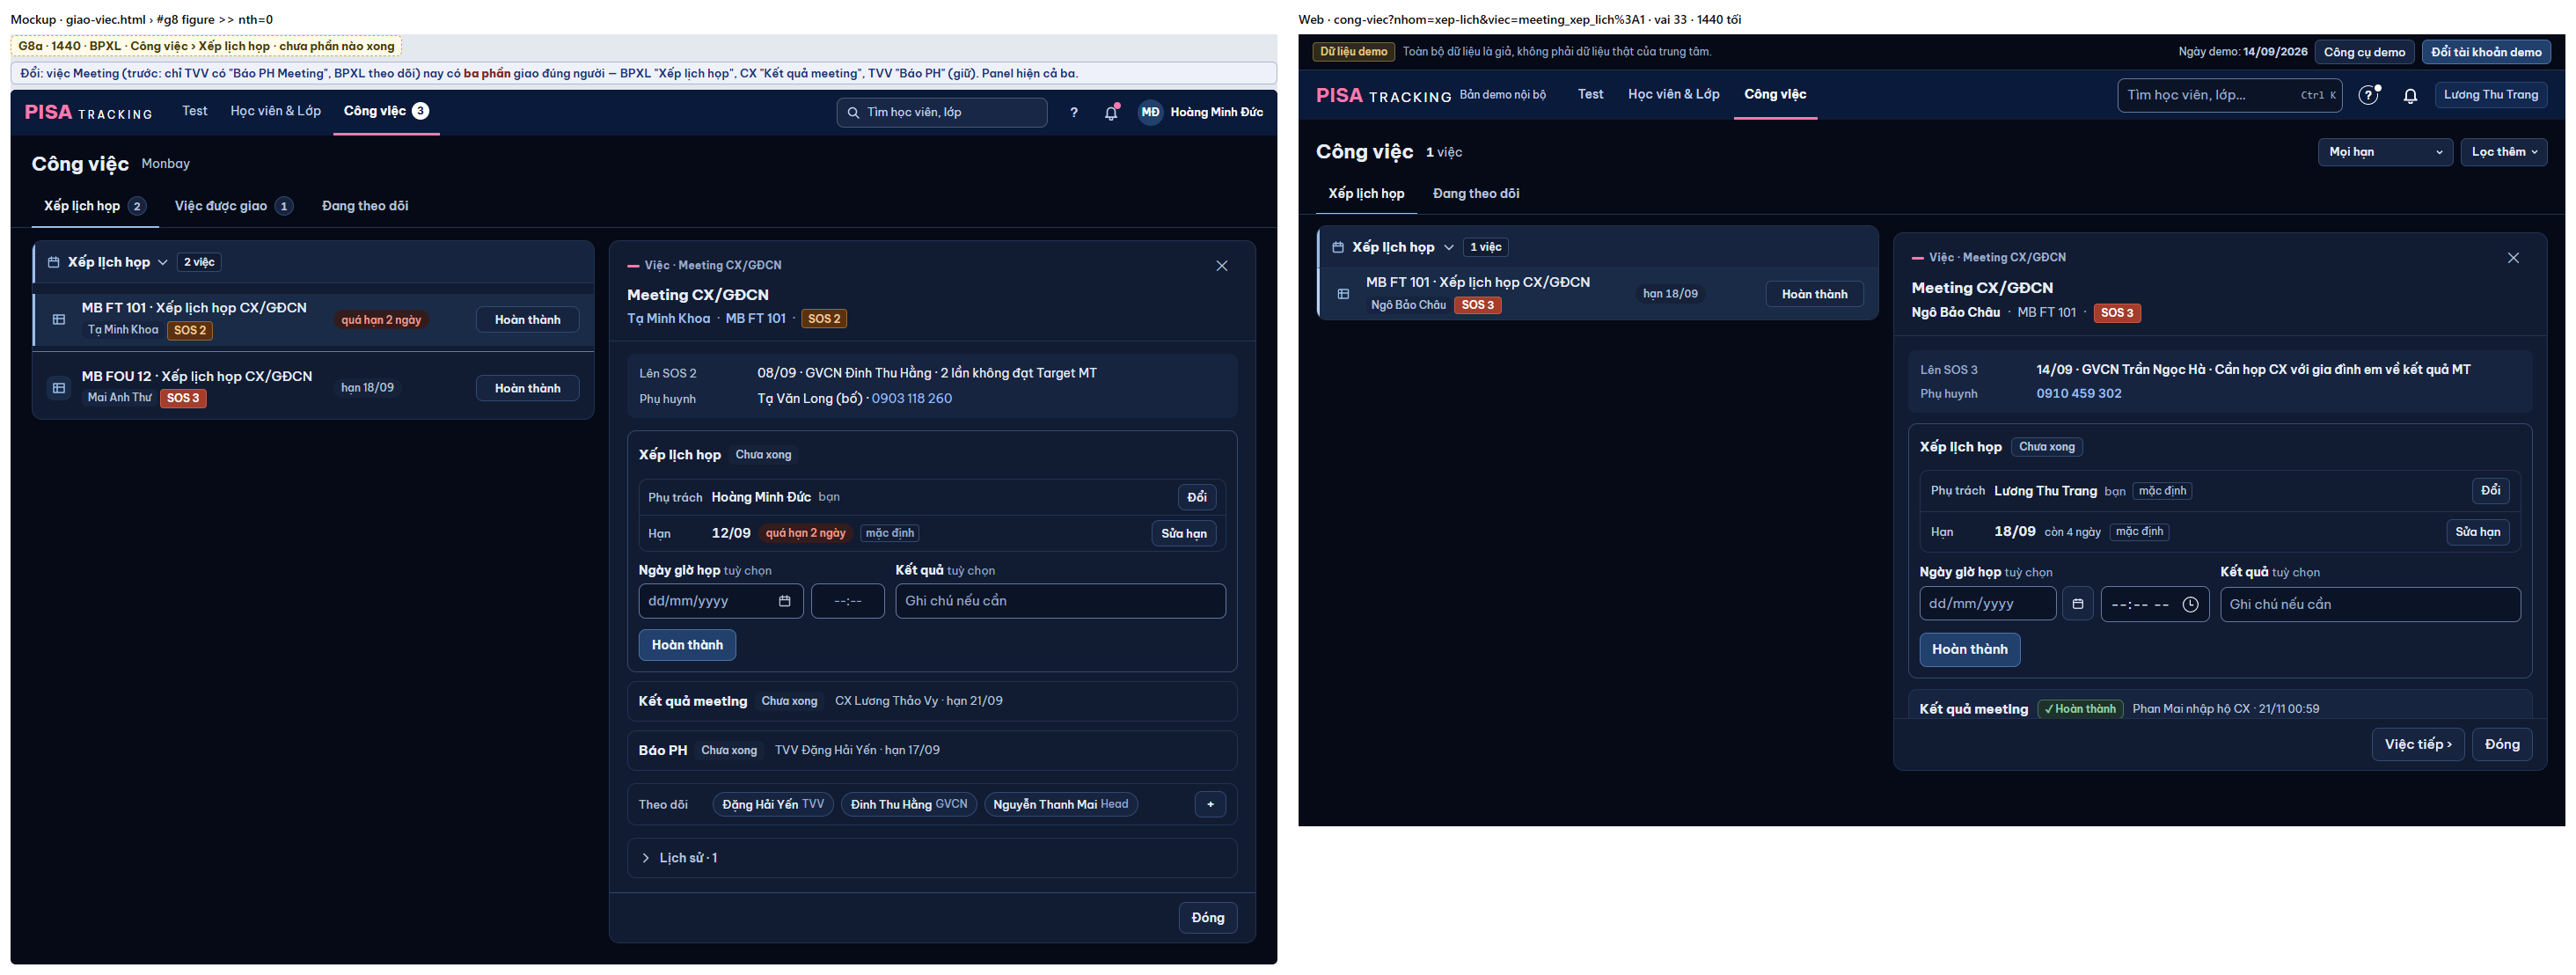 Mockup · giao-viec.html › #g8 figure >> nth=0
G8a · 1440 · BPXL · Công việc › Xếp lịch họp · chưa phần nào xong
Đổi: việc Meeting (trước: chỉ TVV có "Báo PH Meeting", BPXL theo dõi) nay có ba phần giao đúng người — BPXL "Xếp lịch họp", CX "Kết quả meeting", TVV "Báo PH" (giữ). Panel hiện cả ba.
PISA TRACKING Test Học viên & Lớp Công việc 3 Tìm học viên, lớp ? MĐ Hoàng Minh Đức
Công việc Monbay
Xếp lịch họp 2 Việc được giao 1 Đang theo dõi
Xếp lịch họp 2 việc
MB FT 101 · Xếp lịch họp CX/GĐCN
Tạ Minh Khoa SOS 2
quá hạn 2 ngày
Hoàn thành
MB FOU 12 · Xếp lịch họp CX/GĐCN
Mai Anh Thư SOS 3
hạn 18/09
Hoàn thành
Việc · Meeting CX/GĐCN
Meeting CX/GĐCN
Tạ Minh Khoa · MB FT 101 · SOS 2
Lên SOS 2 08/09 · GVCN Đinh Thu Hằng · 2 lần không đạt Target MT
Phụ huynh Tạ Văn Long (bố) · 0903 118 260
Xếp lịch họp Chưa xong
Phụ trách Hoàng Minh Đức bạn Đổi
Hạn 12/09 quá hạn 2 ngày mặc định Sửa hạn
Ngày giờ họp tuỳ chọn Kết quả tuỳ chọn
dd/mm/yyyy --:-- Ghi chú nếu cần
Hoàn thành
Kết quả meeting Chưa xong CX Lương Thảo Vy · hạn 21/09
Báo PH Chưa xong TVV Đặng Hải Yến · hạn 17/09
Theo dõi Đặng Hải Yến TVV Đinh Thu Hằng GVCN Nguyễn Thanh Mai Head +
Lịch sử · 1
Đóng
Web · cong-viec?nhom=xep-lich&viec=meeting_xep_lich%3A1 · vai 33 · 1440 tối
Dữ liệu demo Toàn bộ dữ liệu là giả, không phải dữ liệu thật của trung tâm. Ngày demo: 14/09/2026 Công cụ demo Đổi tài khoản demo
PISA TRACKING Bản demo nội bộ Test Học viên & Lớp Công việc Tìm học viên, lớp... Ctrl K ? Lương Thu Trang
Công việc 1 việc Mọi hạn Lọc thêm
Xếp lịch họp Đang theo dõi
Xếp lịch họp 1 việc
MB FT 101 · Xếp lịch họp CX/GĐCN
Ngô Bảo Châu SOS 3
hạn 18/09
Hoàn thành
Việc · Meeting CX/GĐCN
Meeting CX/GĐCN
Ngô Bảo Châu · MB FT 101 · SOS 3
Lên SOS 3 14/09 · GVCN Trần Ngọc Hà · Cần họp CX với gia đình em về kết quả MT
Phụ huynh 0910 459 302
Xếp lịch họp Chưa xong
Phụ trách Lương Thu Trang bạn mặc định Đổi
Hạn 18/09 còn 4 ngày mặc định Sửa hạn
Ngày giờ họp tuỳ chọn Kết quả tuỳ chọn
dd/mm/yyyy --:-- -- Ghi chú nếu cần
Hoàn thành
Kết quả meeting ✓ Hoàn thành Phan Mai nhập hộ CX · 21/11 00:59
Việc tiếp › Đóng